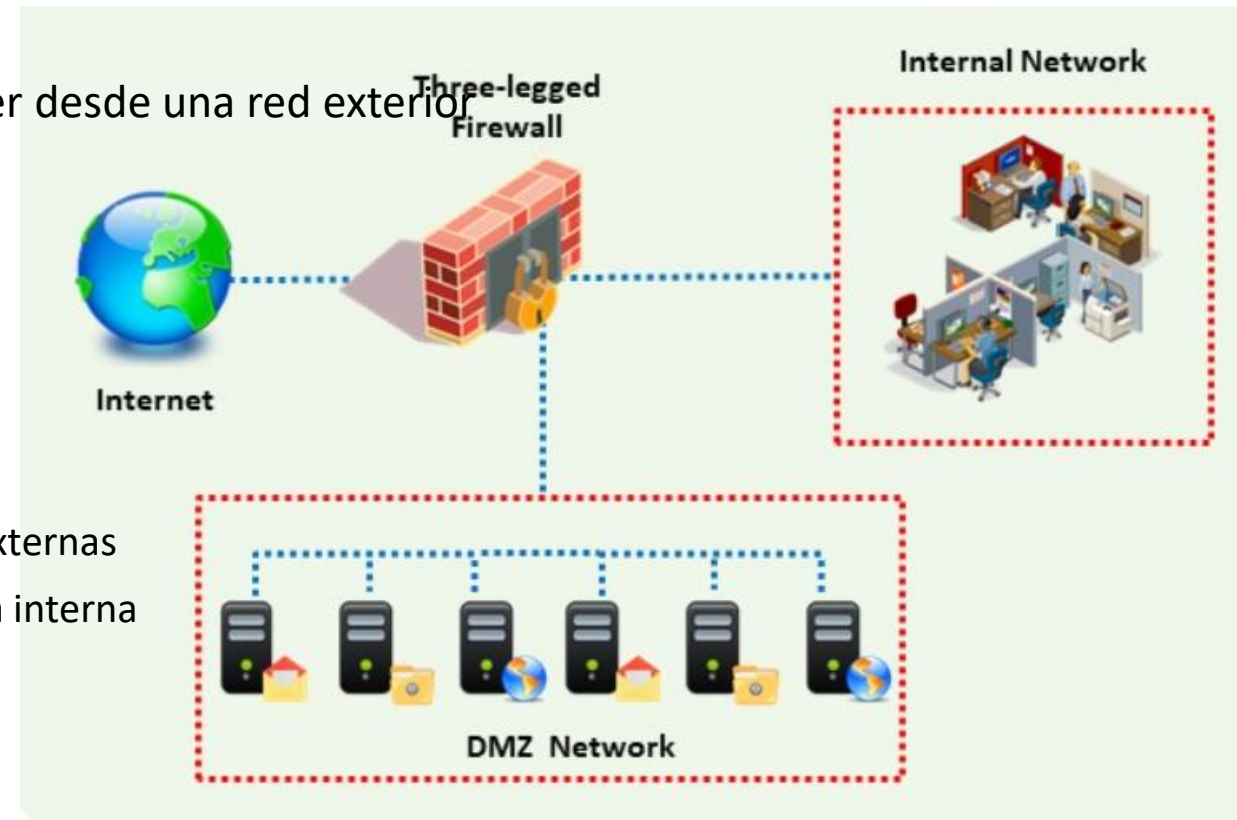 Internal Network
er desde una red exterior
Three-legged
Firewall
Internet
xternas
interna
DMZ Network